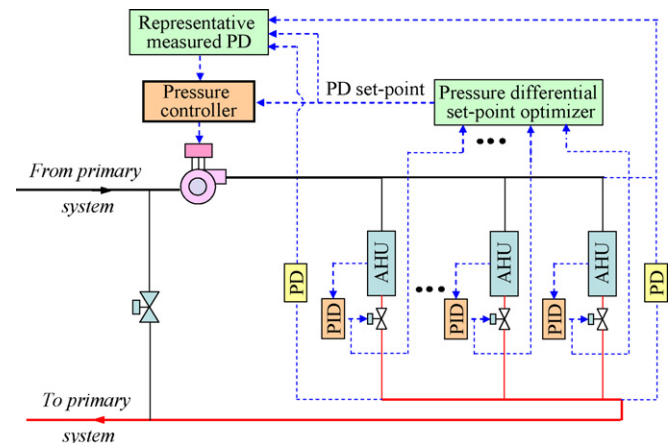 Representative
measured PD
Pressure
controller
PD set-point
Pressure differential
set-point optimizer
From primary
system
AHU
AHU
AHU
PD
PD
PID
PID
PID
To primary
system